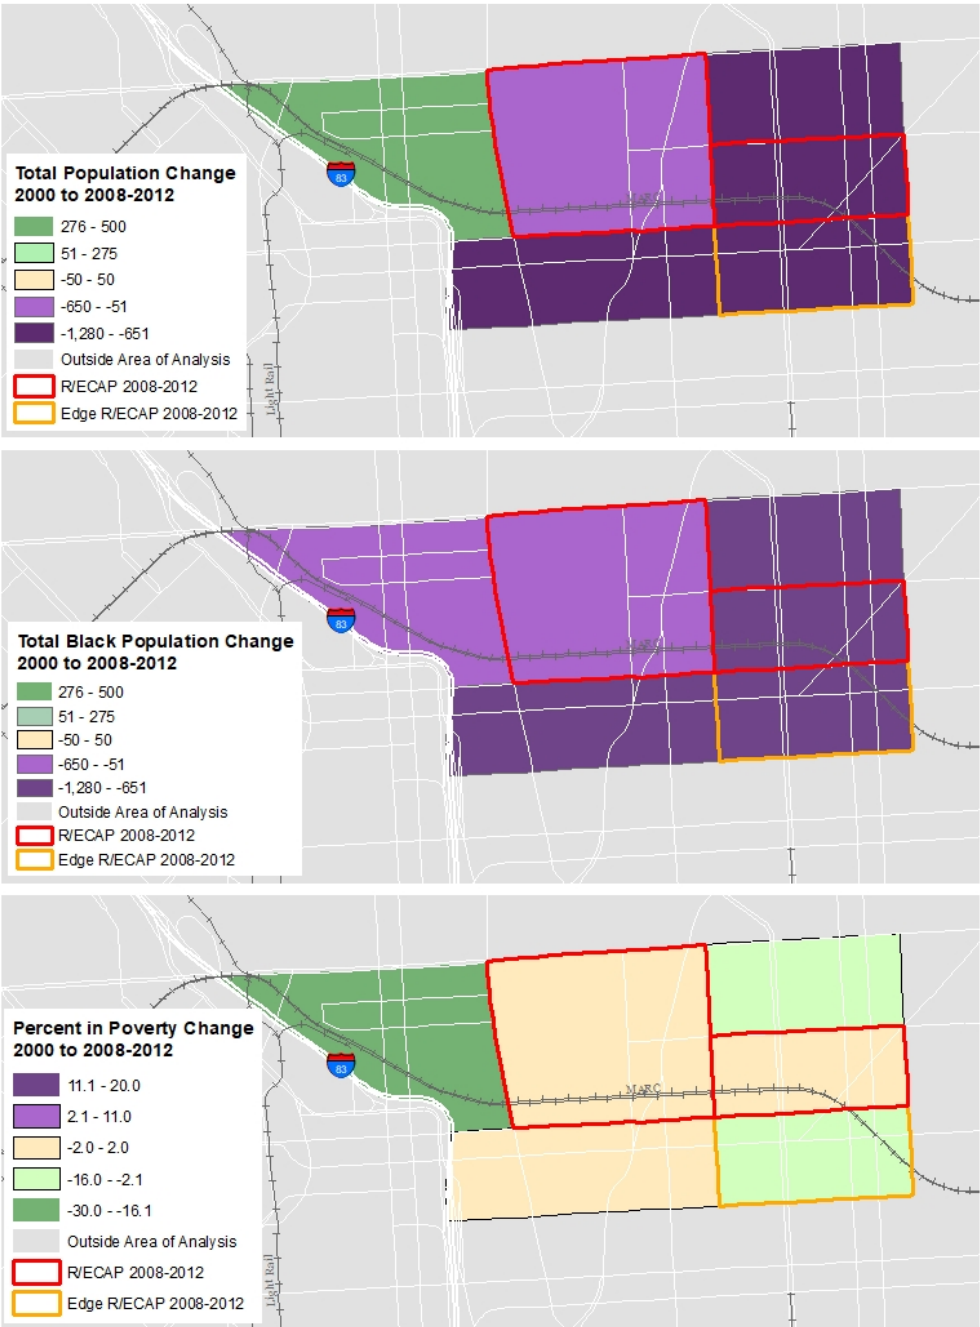 Total Population Change
2000 to 2008-2012
276 - 500
51 - 275
-50 - 50
-650 - -51
-1,280 - -651
Outside Area of Analysis
R/ECAP 2008-2012
Edge R/ECAP 2008-2012
83
MARC
Light Rail
Total Black Population Change
2000 to 2008-2012
276 - 500
51 - 275
-50 - 50
-650 - -51
-1,280 - -651
Outside Area of Analysis
R/ECAP 2008-2012
Edge R/ECAP 2008-2012
83
MARC
Percent in Poverty Change
2000 to 2008-2012
11.1 - 20.0
2.1 - 11.0
-2.0 - 2.0
-16.0 - -2.1
-30.0 - -16.1
Outside Area of Analysis
R/ECAP 2008-2012
Edge R/ECAP 2008-2012
83
MARC
Light Rail